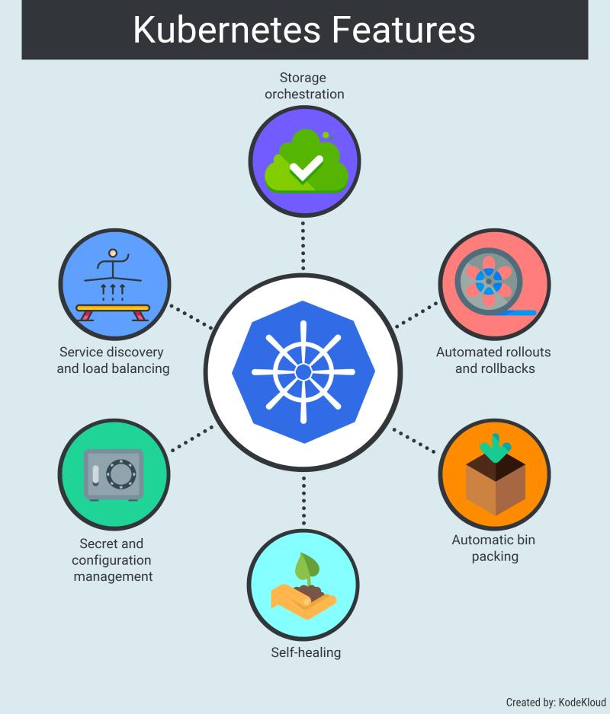 Kubernetes Features
Storage
orchestration
Service discovery
and load balancing
Automated rollouts
and rollbacks
Secret and
configuration
management
Automatic bin
packing
Self-healing
Created by: KodeKloud